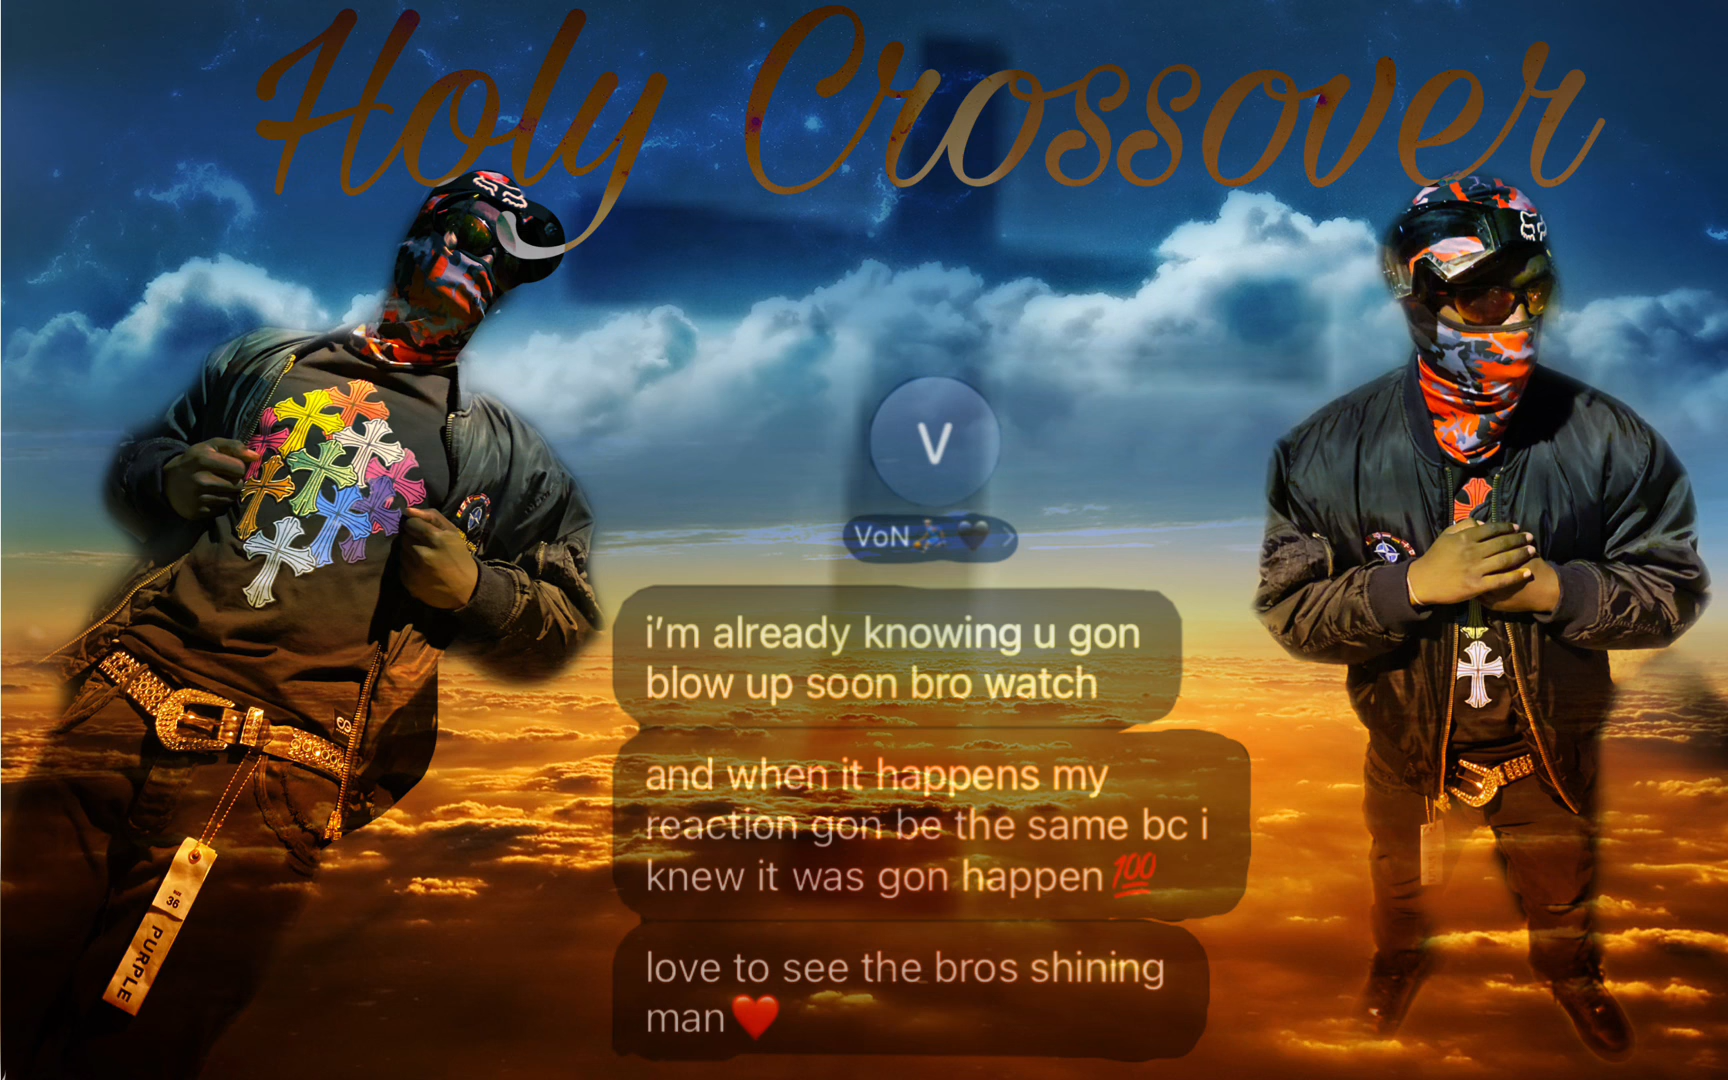 Holy Crossover
V
VoN 🧑‍🦽🖤 >
i'm already knowing u gon
blow up soon bro watch
and when it happens my
reaction gon be the same bc i
knew it was gon happen💯
love to see the bros shining
man❤️
36
PURPLE